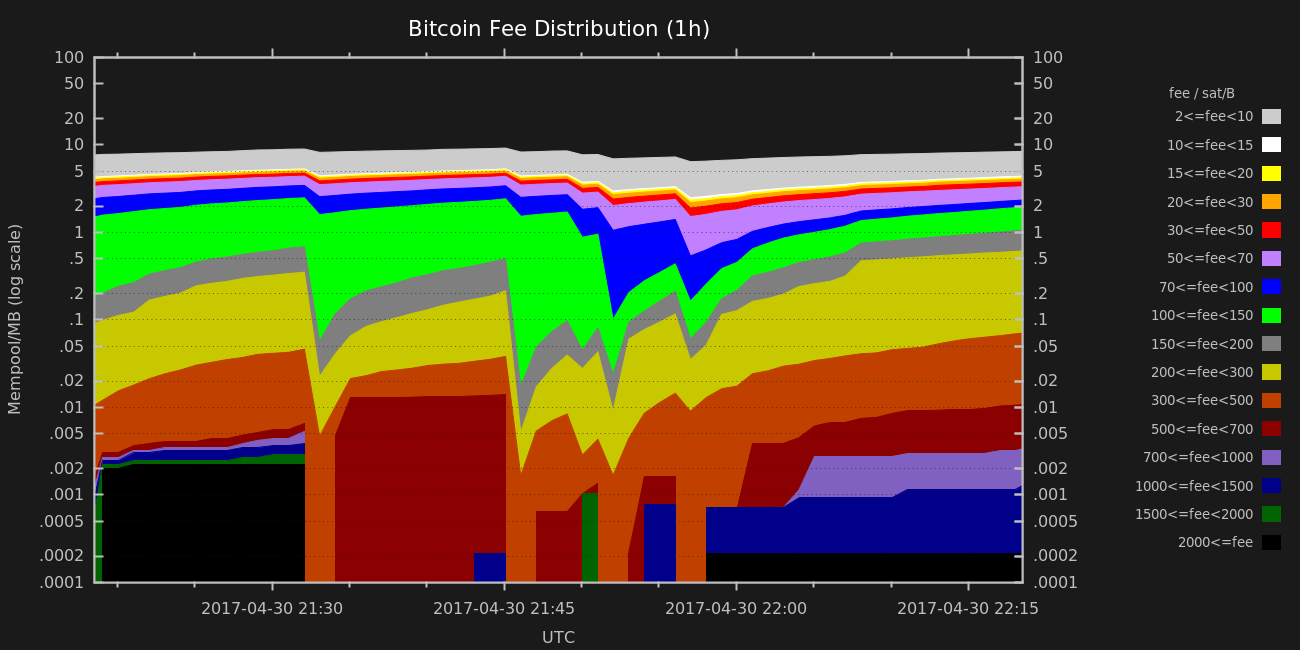 Bitcoin Fee Distribution (1h)
Mempool/MB (log scale)
100
50
20
10
5
2
1
.5
.2
.1
.05
.02
.01
.005
.002
.001
.0005
.0002
.0001
100
50
20
10
5
2
1
.5
.2
.1
.05
.02
.01
.005
.002
.001
.0005
.0002
.0001
2017-04-30 21:30
2017-04-30 21:45
2017-04-30 22:00
2017-04-30 22:15
UTC
fee / sat/B
2<=fee<10
10<=fee<15
15<=fee<20
20<=fee<30
30<=fee<50
50<=fee<70
70<=fee<100
100<=fee<150
150<=fee<200
200<=fee<300
300<=fee<500
500<=fee<700
700<=fee<1000
1000<=fee<1500
1500<=fee<2000
2000<=fee